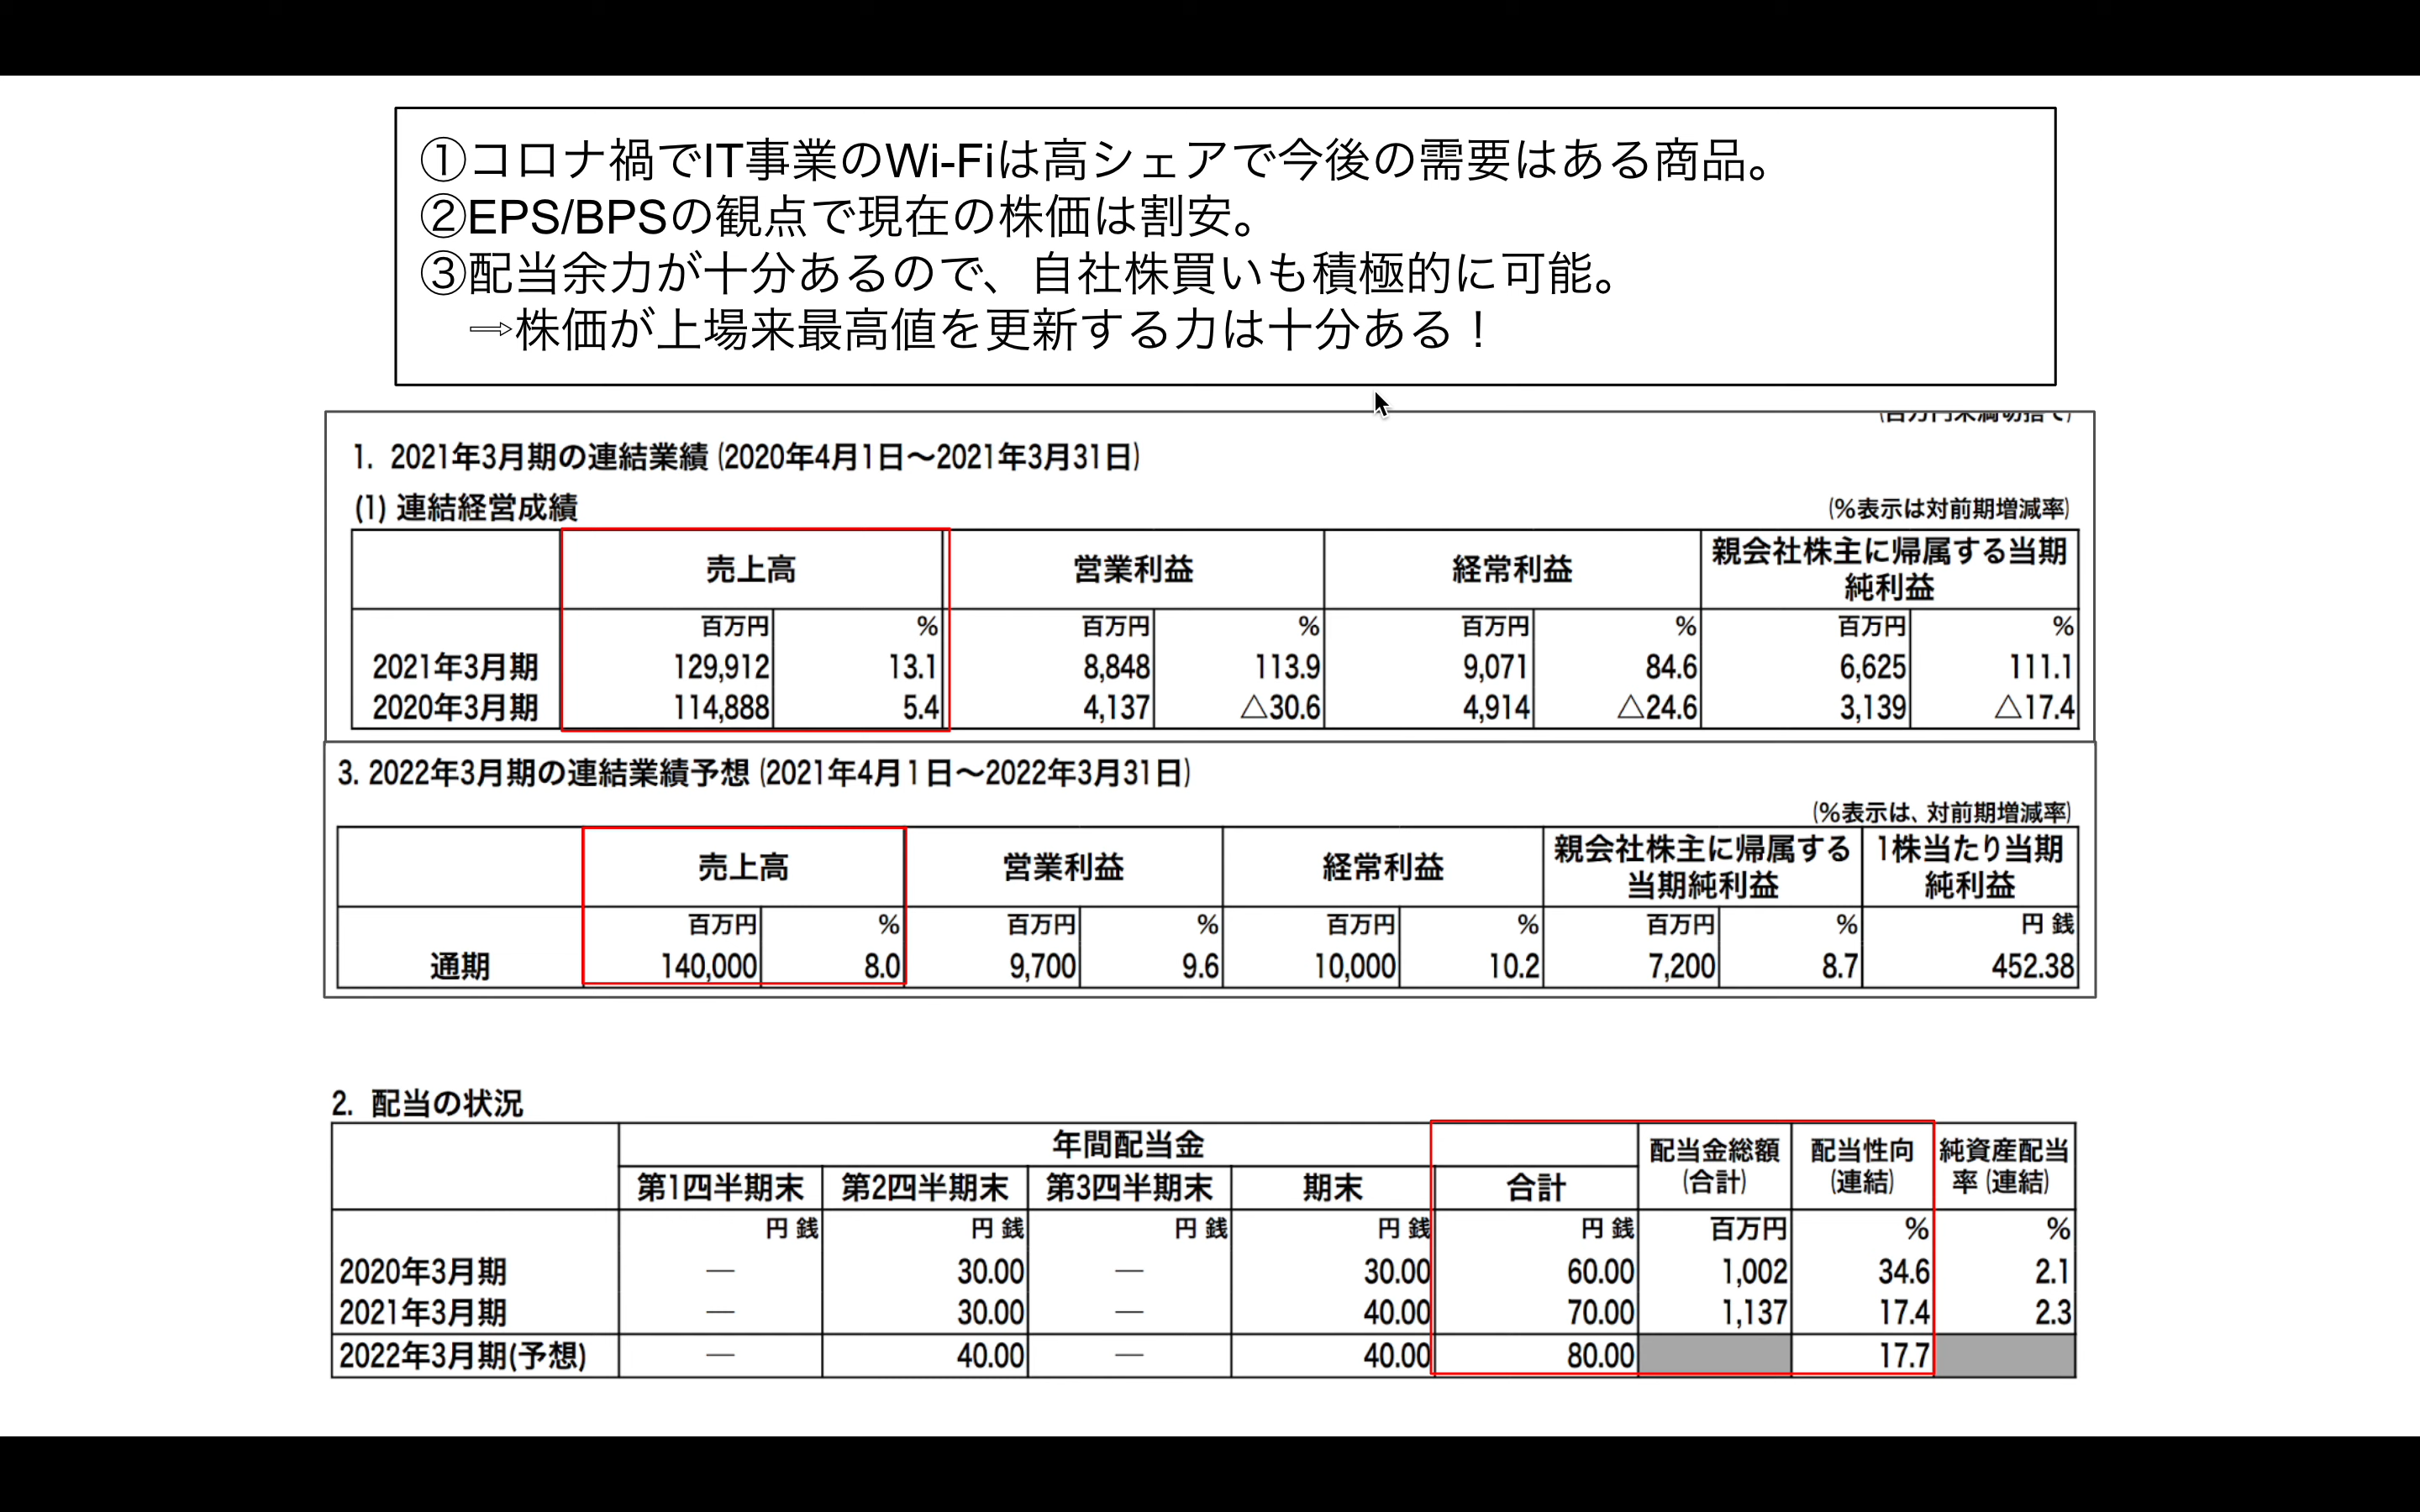 ①コロナ禍でIT事業のWi-Fiは高シェアで今後の需要はある商品。
②EPS/BPSの観点で現在の株価は割安。
③配当余力が十分あるので、自社株買いも積極的に可能。
⇒株価が上場来最高値を更新する力は十分ある！
1. 2021年3月期の連結業績 (2020年4月1日～2021年3月31日)
(1) 連結経営成績 (％表示は対前期増減率)
売上高 営業利益 経常利益 親会社株主に帰属する当期純利益
百万円 % 百万円 % 百万円 % 百万円 %
2021年3月期 129,912 13.1 8,848 113.9 9,071 84.6 6,625 111.1
2020年3月期 114,888 5.4 4,137 △30.6 4,914 △24.6 3,139 △17.4
3. 2022年3月期の連結業績予想 (2021年4月1日～2022年3月31日)
(％表示は、対前期増減率)
売上高 営業利益 経常利益 親会社株主に帰属する当期純利益 1株当たり当期純利益
百万円 % 百万円 % 百万円 % 百万円 % 円 銭
通期 140,000 8.0 9,700 9.6 10,000 10.2 7,200 8.7 452.38
2. 配当の状況
年間配当金 配当金総額(合計) 配当性向(連結) 純資産配当率(連結)
第1四半期末 第2四半期末 第3四半期末 期末 合計
円 銭 円 銭 円 銭 円 銭 円 銭 百万円 % %
2020年3月期 — 30.00 — 30.00 60.00 1,002 34.6 2.1
2021年3月期 — 30.00 — 40.00 70.00 1,137 17.4 2.3
2022年3月期(予想) — 40.00 — 40.00 80.00 17.7